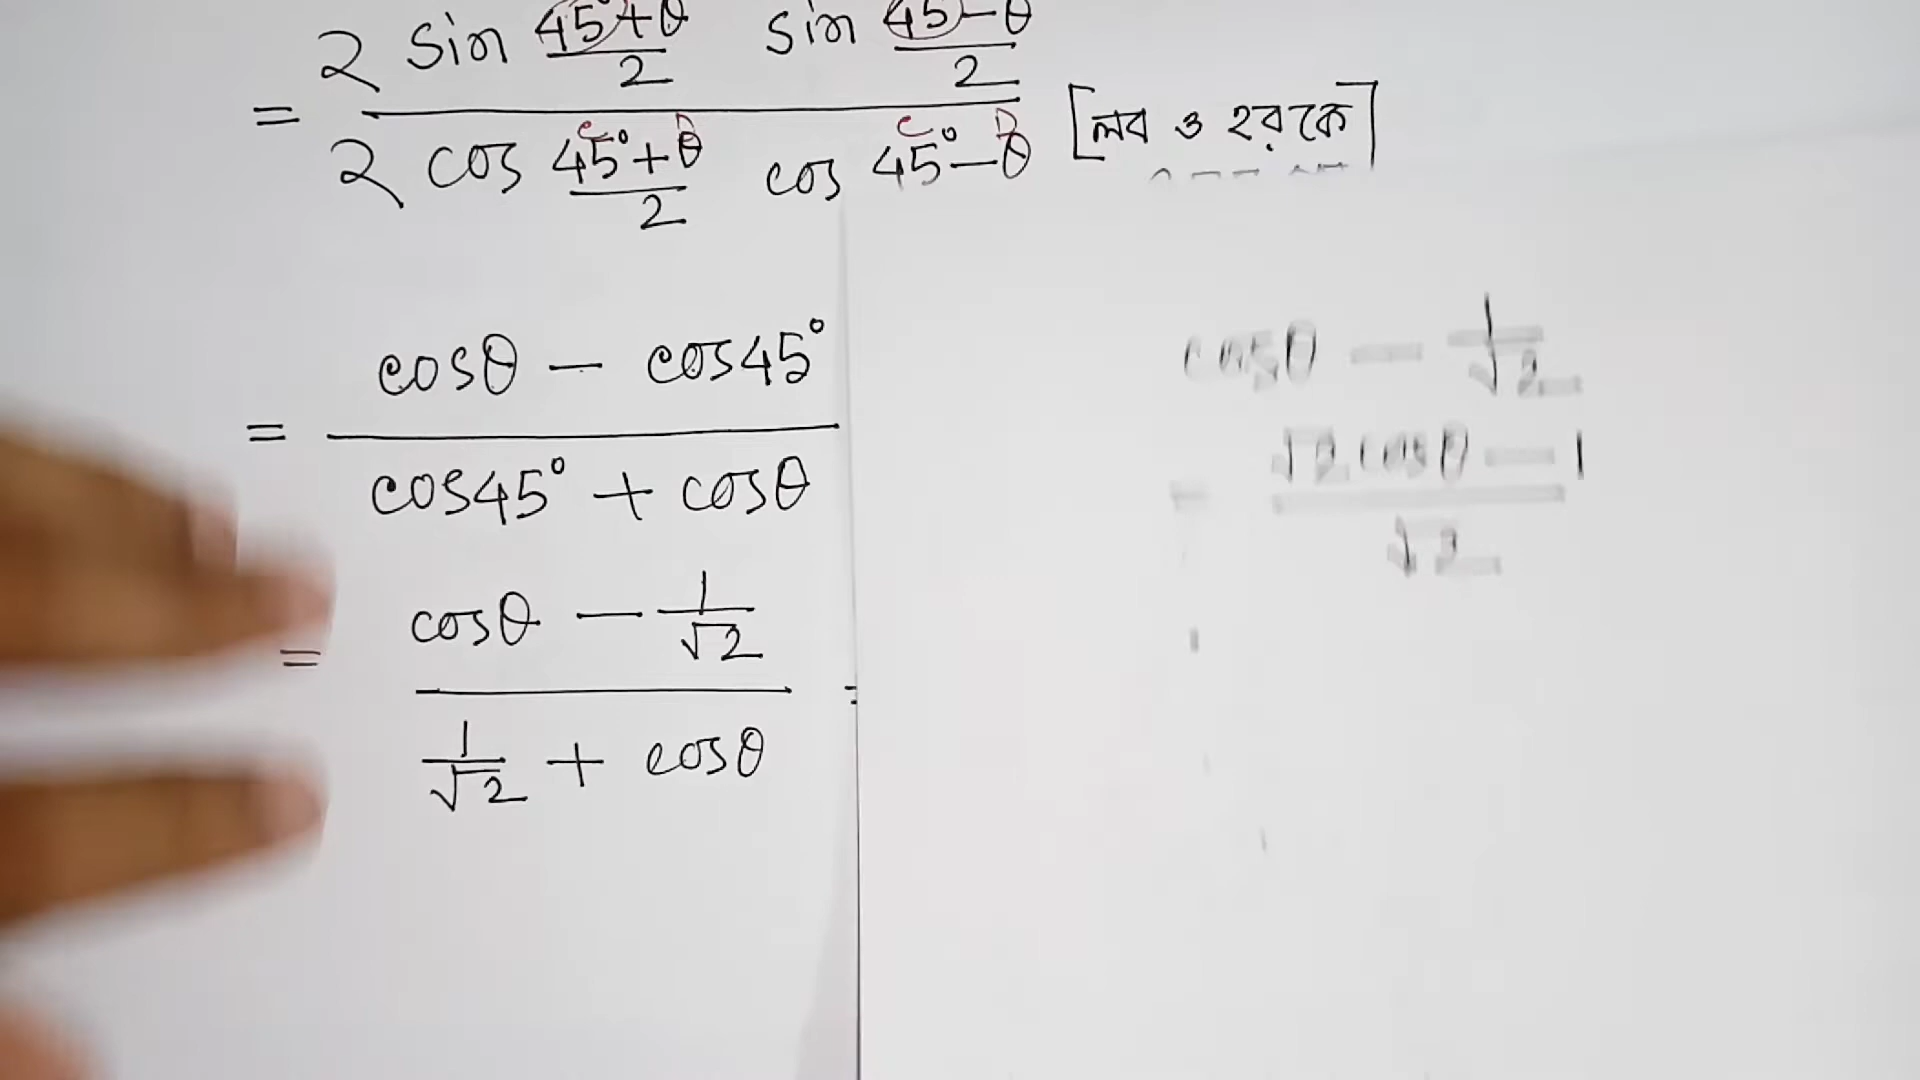 2 sin 45°+θ/2 sin 45-θ/2
= [লব ও হরকে]
2 cos 45°+θ/2 cos 45°-θ
C D C D
cosθ - cos45°
=
cos45° + cosθ
cosθ - 1/√2
=
1/√2 + cosθ
cosθ - 1/√2
= √2 cosθ - 1
√2